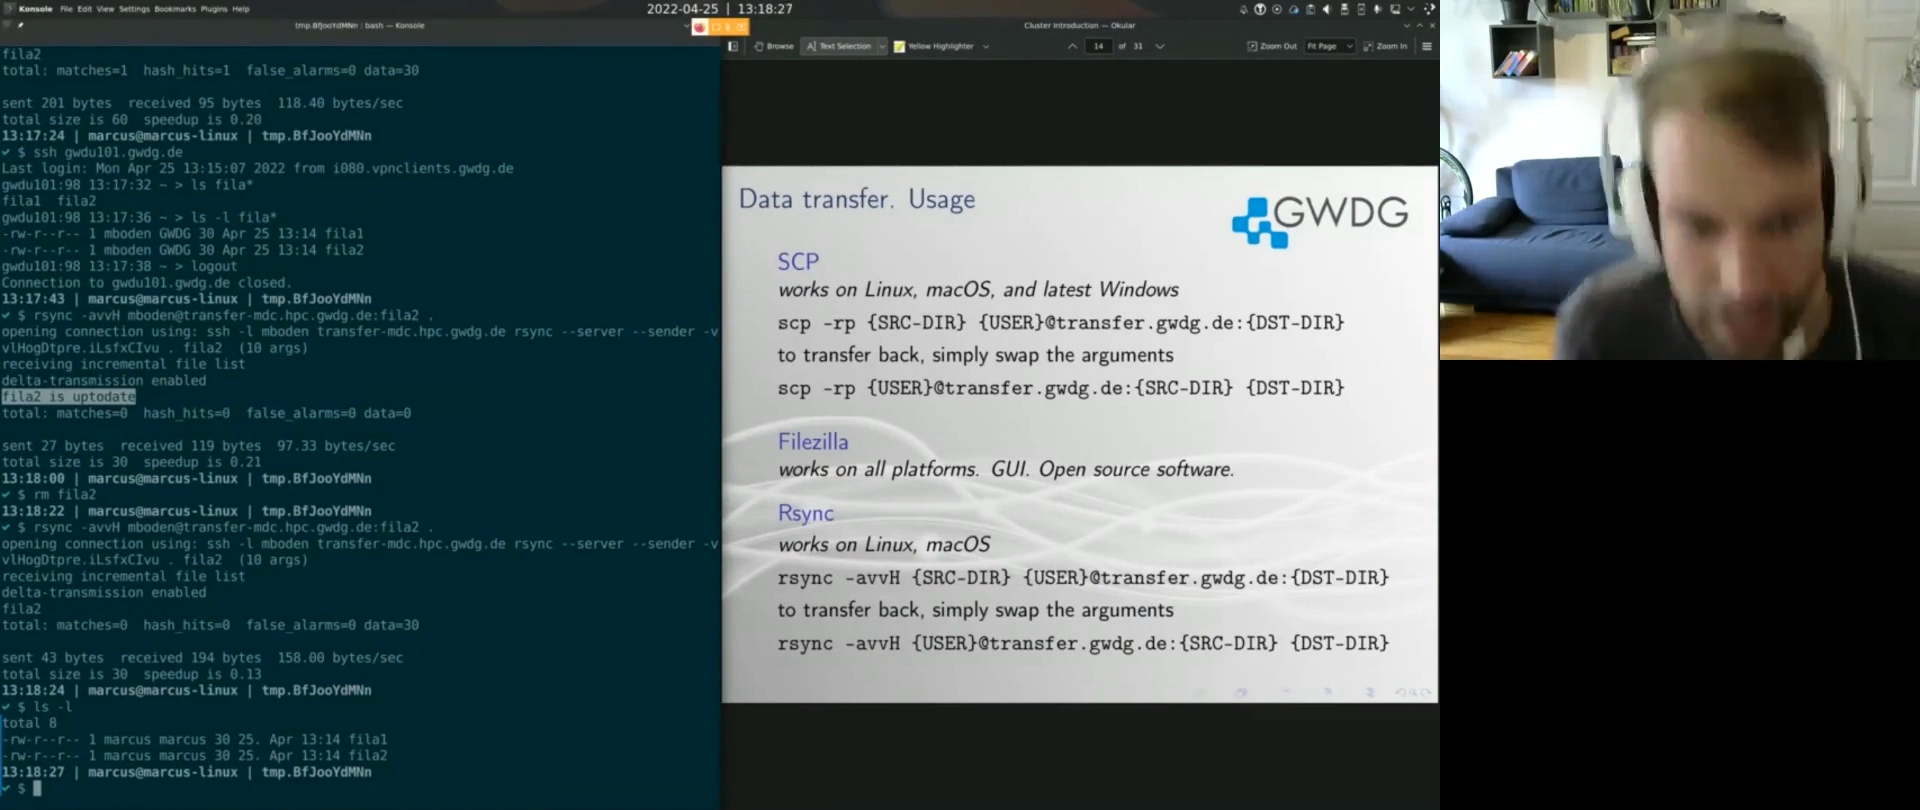 Konsole File Edit View Settings Bookmarks Plugins Help
2022-04-25 | 13:18:27
tmp.BfJooYdMNn : bash — Konsole
fila2
total: matches=1 hash_hits=1 false_alarms=0 data=30
sent 201 bytes received 95 bytes 118.40 bytes/sec
total size is 60 speedup is 0.20
13:17:24 | marcus@marcus-linux | tmp.BfJooYdMNn
✔ $ ssh gwdu101.gwdg.de
Last login: Mon Apr 25 13:15:07 2022 from i080.vpnclients.gwdg.de
gwdu101:98 13:17:32 ~ > ls fila*
fila1 fila2
gwdu101:98 13:17:36 ~ > ls -l fila*
-rw-r--r-- 1 mboden GWDG 30 Apr 25 13:14 fila1
-rw-r--r-- 1 mboden GWDG 30 Apr 25 13:14 fila2
gwdu101:98 13:17:38 ~ > logout
Connection to gwdu101.gwdg.de closed.
13:17:43 | marcus@marcus-linux | tmp.BfJooYdMNn
✔ $ rsync -avvH mboden@transfer-mdc.hpc.gwdg.de:fila2 .
opening connection using: ssh -l mboden transfer-mdc.hpc.gwdg.de rsync --server --sender -v
vlHogDtpre.iLsfxCIvu . fila2 (10 args)
receiving incremental file list
delta-transmission enabled
fila2 is uptodate
total: matches=0 hash_hits=0 false_alarms=0 data=0
sent 27 bytes received 119 bytes 97.33 bytes/sec
total size is 30 speedup is 0.21
13:18:00 | marcus@marcus-linux | tmp.BfJooYdMNn
✔ $ rm fila2
13:18:22 | marcus@marcus-linux | tmp.BfJooYdMNn
✔ $ rsync -avvH mboden@transfer-mdc.hpc.gwdg.de:fila2 .
opening connection using: ssh -l mboden transfer-mdc.hpc.gwdg.de rsync --server --sender -v
vlHogDtpre.iLsfxCIvu . fila2 (10 args)
receiving incremental file list
delta-transmission enabled
fila2
total: matches=0 hash_hits=0 false_alarms=0 data=30
sent 43 bytes received 194 bytes 158.00 bytes/sec
total size is 30 speedup is 0.13
13:18:24 | marcus@marcus-linux | tmp.BfJooYdMNn
✔ $ ls -l
total 8
-rw-r--r-- 1 marcus marcus 30 25. Apr 13:14 fila1
-rw-r--r-- 1 marcus marcus 30 25. Apr 13:14 fila2
13:18:27 | marcus@marcus-linux | tmp.BfJooYdMNn
✔ $
Cluster Introduction — Okular
Browse Text Selection Yellow Highlighter 14 of 31 Zoom Out Fit Page Zoom In
Data transfer. Usage
GWDG
SCP
works on Linux, macOS, and latest Windows
scp -rp {SRC-DIR} {USER}@transfer.gwdg.de:{DST-DIR}
to transfer back, simply swap the arguments
scp -rp {USER}@transfer.gwdg.de:{SRC-DIR} {DST-DIR}
Filezilla
works on all platforms. GUI. Open source software.
Rsync
works on Linux, macOS
rsync -avvH {SRC-DIR} {USER}@transfer.gwdg.de:{DST-DIR}
to transfer back, simply swap the arguments
rsync -avvH {USER}@transfer.gwdg.de:{SRC-DIR} {DST-DIR}